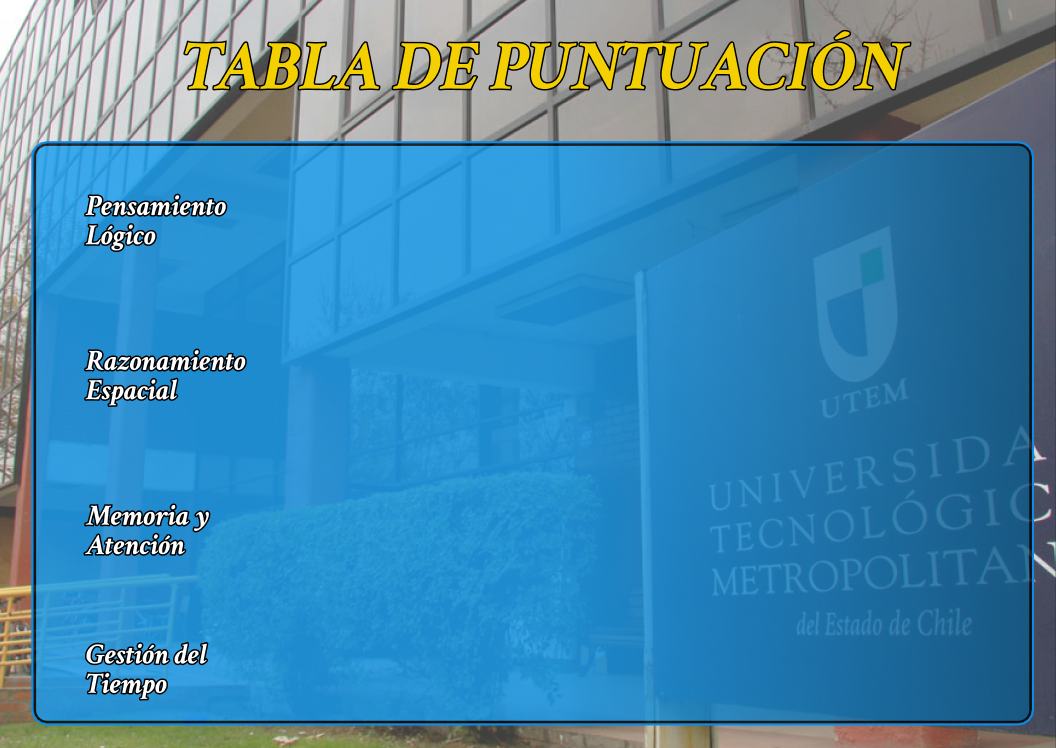 TABLA DE PUNTUACIÓN
Pensamiento
Lógico
Razonamiento
Espacial
Memoria y
Atención
Gestión del
Tiempo
UTEM
UNIVERSIDA
TECNOLÓGIC
METROPOLITAN
del Estado de Chile